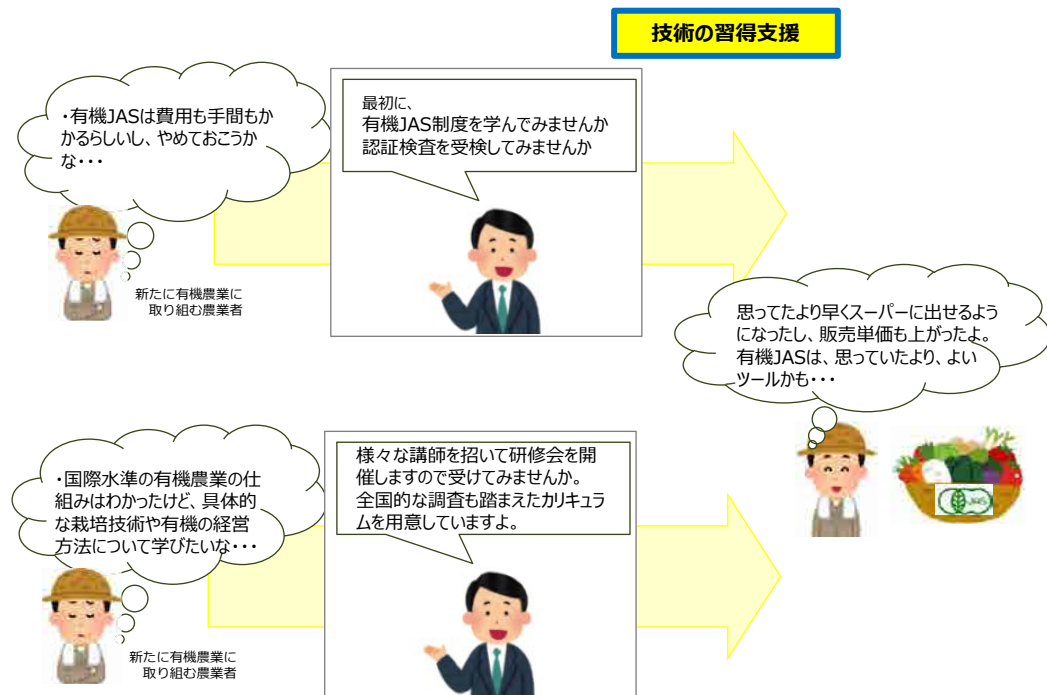 技術の習得支援
・有機JASは費用も手間もか
かるらしいし、やめておこうか
な・・・
最初に、
有機JAS制度を学んでみませんか
認証検査を受検してみませんか
新たに有機農業に
取り組む農業者
思ってたより早くスーパーに出せるよ
うになったし、販売単価も上がったよ。
有機JASは、思っていたより、よい
ツールかも・・・
JAS
・国際水準の有機農業の仕
組みはわかったけど、具体的
な栽培技術や有機の経営
方法について学びたいな・・・
様々な講師を招いて研修会を開
催しますので受けてみませんか。
全国的な調査も踏まえたカリキュラ
ムを用意していますよ。
新たに有機農業に
取り組む農業者